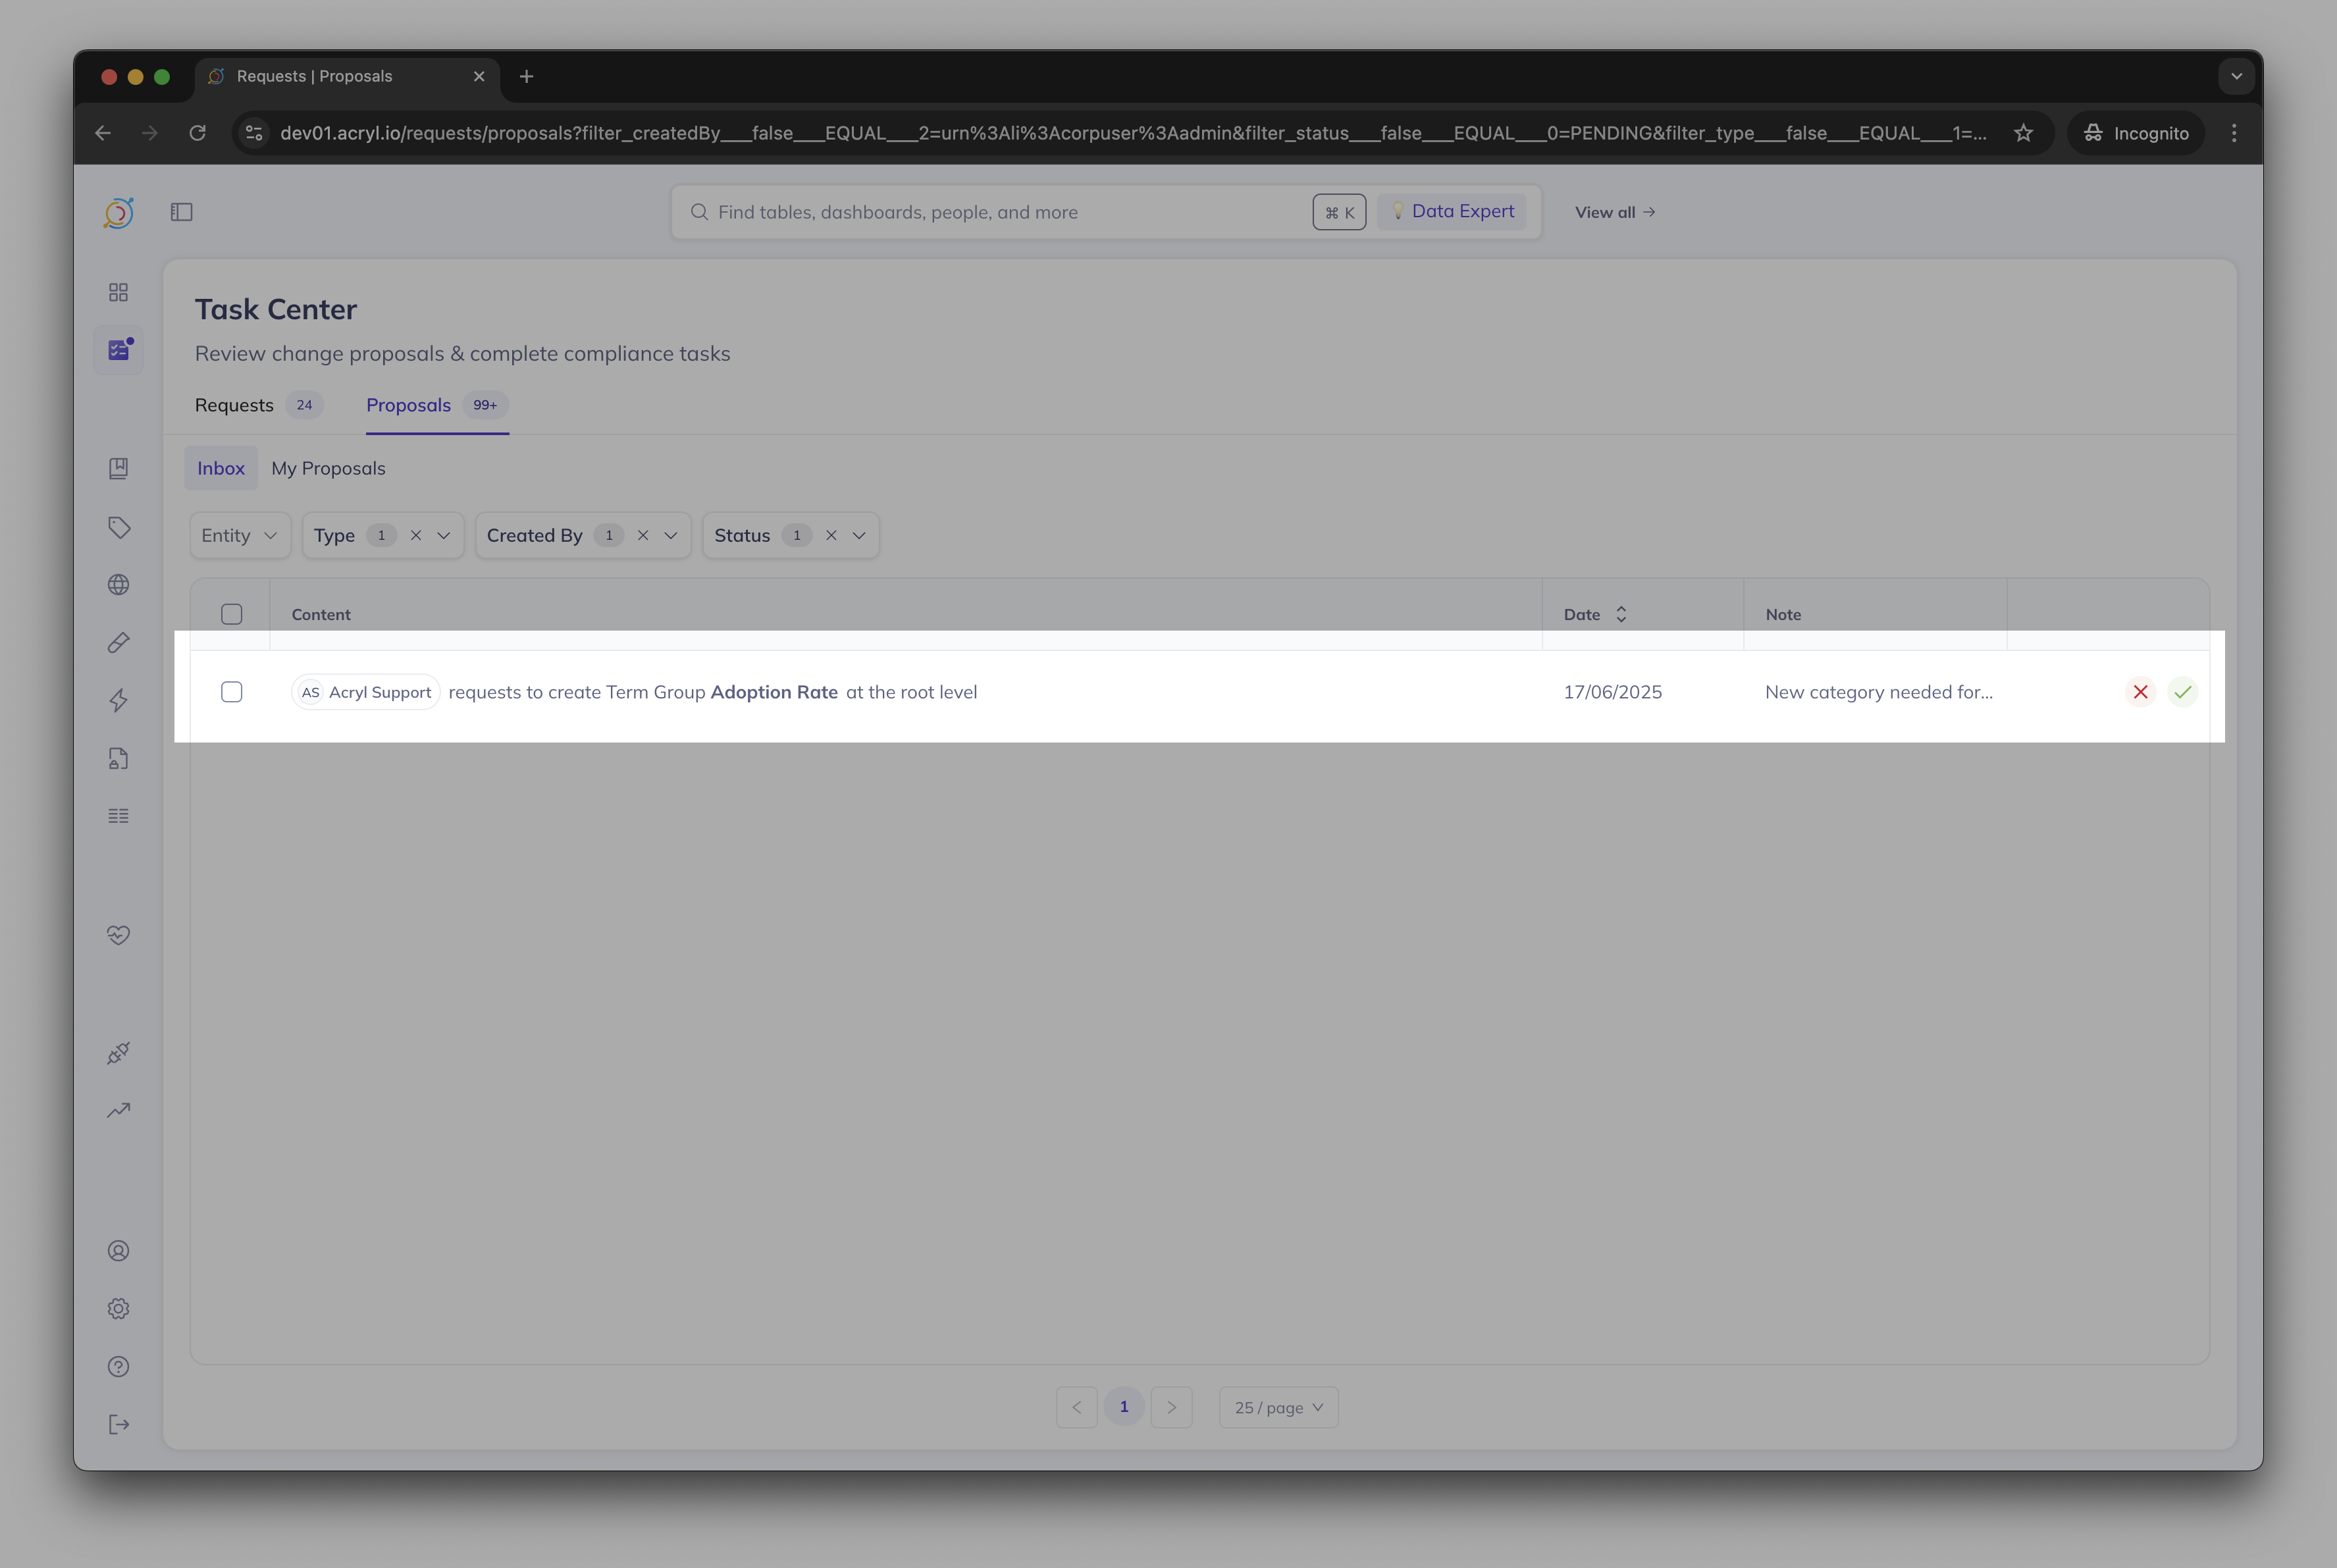 Requests | Proposals
dev01.acryl.io/requests/proposals?filter_createdBy___false___EQUAL___2=urn%3Ali%3Acorpuser%3Aadmin&filter_status___false___EQUAL___0=PENDING&filter_type___false___EQUAL___1=...
Incognito
Find tables, dashboards, people, and more
⌘ K
Data Expert
View all →
Task Center
Review change proposals & complete compliance tasks
Requests 24 Proposals 99+
Inbox My Proposals
Entity Type 1 Created By 1 Status 1
Content Date Note
AS Acryl Support requests to create Term Group Adoption Rate at the root level 17/06/2025 New category needed for...
1 25 / page